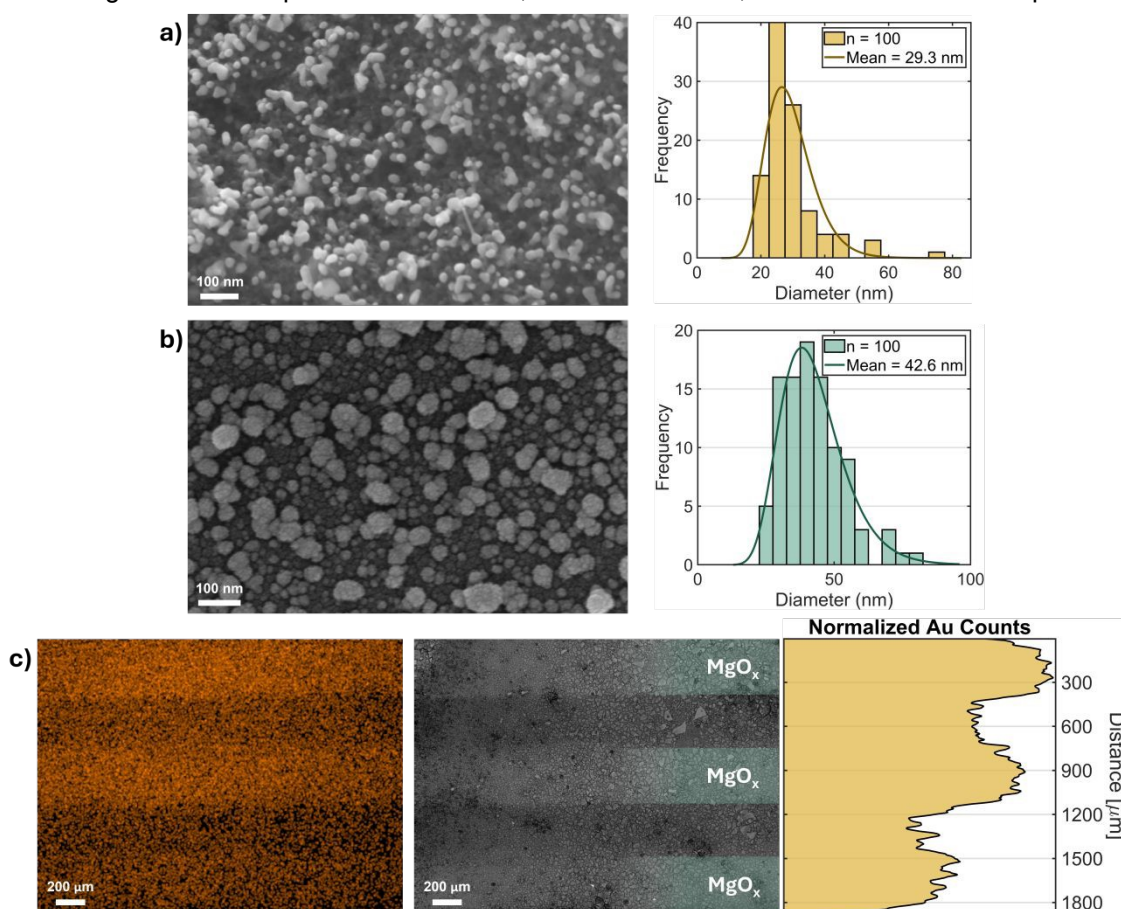 a)
100 nm
40
30
20
10
0
Frequency
n = 100
Mean = 29.3 nm
20 40 60 80
Diameter (nm)
b)
100 nm
20
15
10
5
0
Frequency
n = 100
Mean = 42.6 nm
0 50 100
Diameter (nm)
c)
200 µm
MgOₓ
MgOₓ
MgOₓ
200 µm
Normalized Au Counts
300
600
900
1200
1500
1800
Distance [µm]